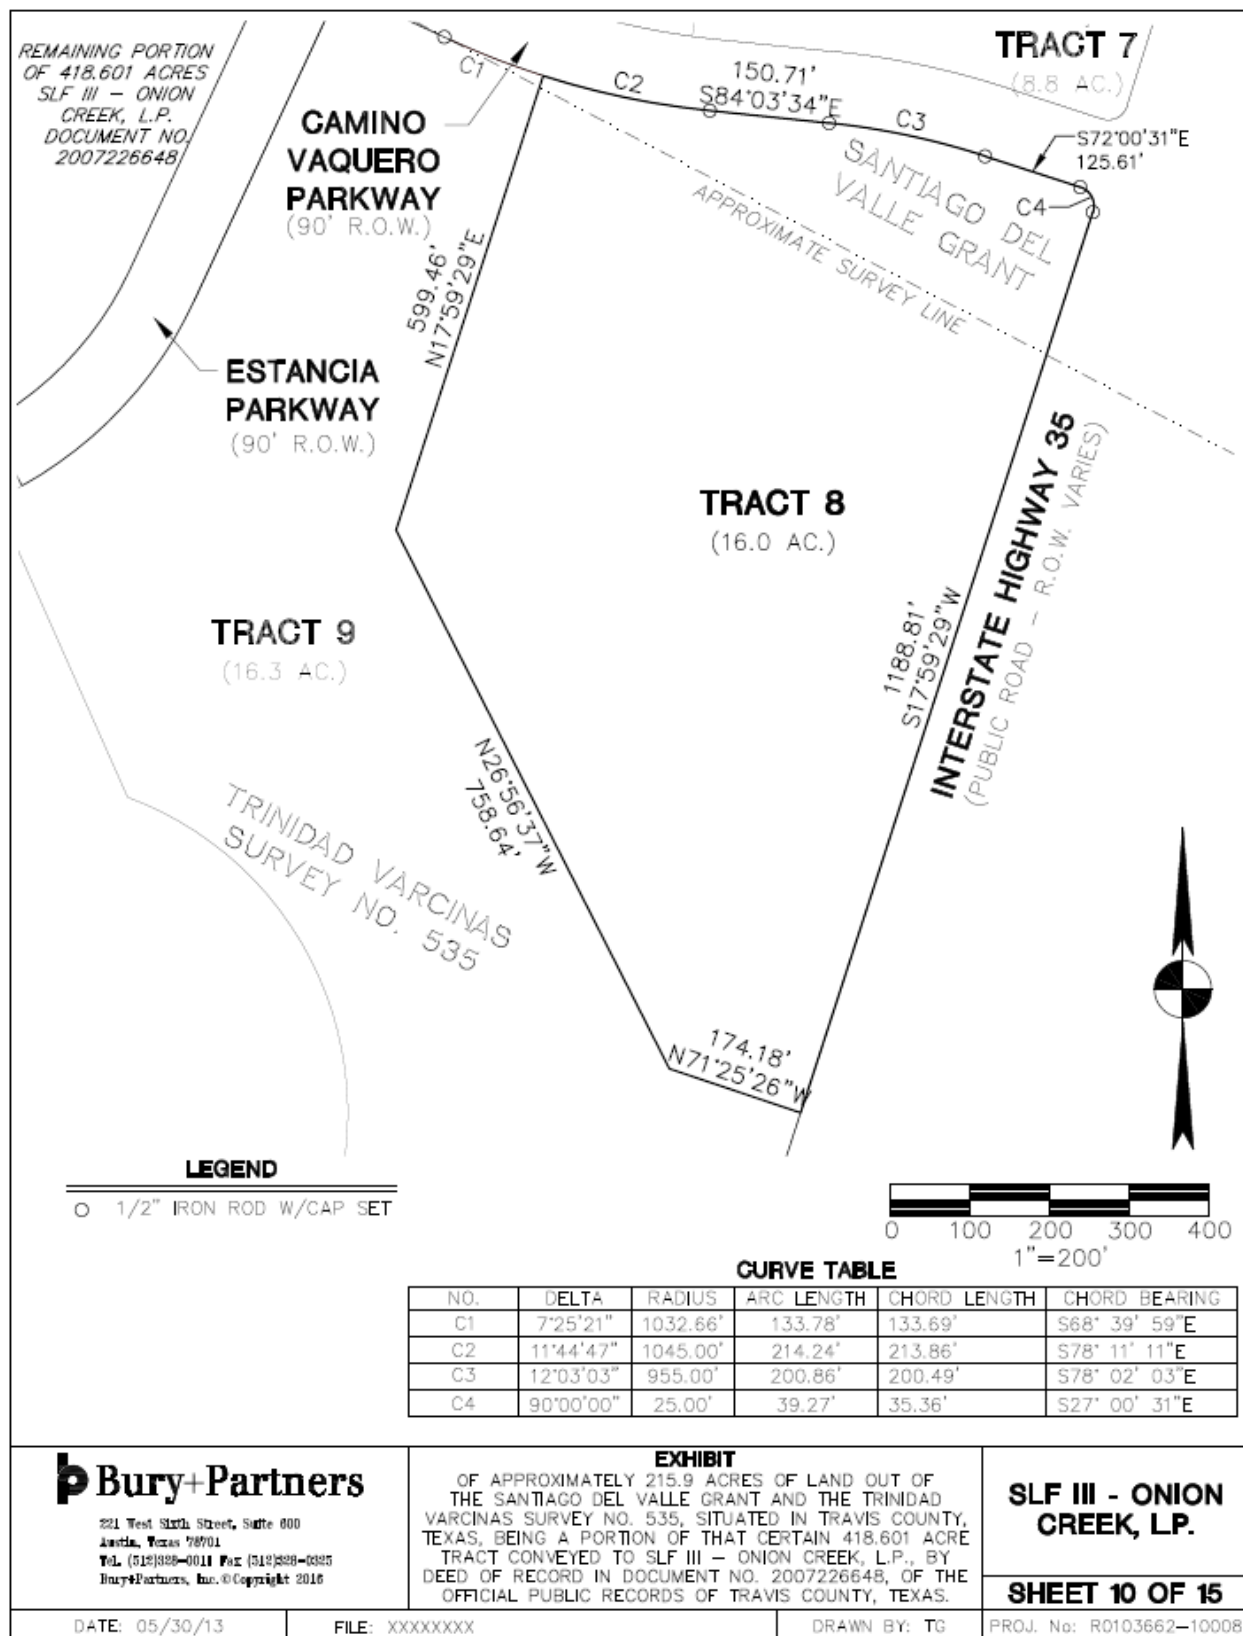 REMAINING PORTION
OF 418.601 ACRES
SLF III – ONION
CREEK, L.P.
DOCUMENT NO.
2007226648
C1
CAMINO
VAQUERO
PARKWAY
(90' R.O.W.)
C2
150.71'
S84°03'34"E
C3
TRACT 7
(8.8 AC.)
S72°00'31"E
125.61'
C4
SANTIAGO DEL
VALLE GRANT
APPROXIMATE SURVEY LINE
599.46'
N17°59'29"E
ESTANCIA
PARKWAY
(90' R.O.W.)
TRACT 8
(16.0 AC.)
INTERSTATE HIGHWAY 35
(PUBLIC ROAD – R.O.W. VARIES)
1188.81'
S17°59'29"W
TRACT 9
(16.3 AC.)
N26°56'37"W
758.64'
TRINIDAD VARCINAS
SURVEY NO. 535
174.18'
N71°25'26"W
LEGEND
1/2" IRON ROD W/CAP SET
0 100 200 300 400
1"=200'
CURVE TABLE
NO. DELTA RADIUS ARC LENGTH CHORD LENGTH CHORD BEARING
C1 7°25'21" 1032.66' 133.78' 133.69' S68° 39' 59"E
C2 11°44'47" 1045.00' 214.24' 213.86' S78° 11' 11"E
C3 12°03'03" 955.00' 200.86' 200.49' S78° 02' 03"E
C4 90°00'00" 25.00' 39.27' 35.36' S27° 00' 31"E
Bury+Partners
221 West Sixth Street, Suite 600
Austin, Texas 78701
Tel. (512)328-0011 Fax (512)328-0325
Bury+Partners, Inc. © Copyright 2016
EXHIBIT
OF APPROXIMATELY 215.9 ACRES OF LAND OUT OF
THE SANTIAGO DEL VALLE GRANT AND THE TRINIDAD
VARCINAS SURVEY NO. 535, SITUATED IN TRAVIS COUNTY,
TEXAS, BEING A PORTION OF THAT CERTAIN 418.601 ACRE
TRACT CONVEYED TO SLF III – ONION CREEK, L.P., BY
DEED OF RECORD IN DOCUMENT NO. 2007226648, OF THE
OFFICIAL PUBLIC RECORDS OF TRAVIS COUNTY, TEXAS.
SLF III - ONION
CREEK, L.P.
SHEET 10 OF 15
DATE: 05/30/13
FILE: XXXXXXXX
DRAWN BY: TG
PROJ. No: R0103662–10008